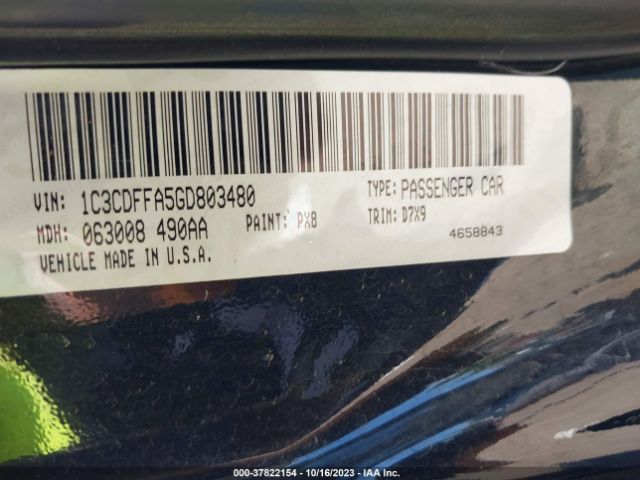 VIN: 1C3CDFFA5GD803480 TYPE: PASSENGER CAR
MDH: 063008 490AA PAINT: PX8 TRIM: D7X9
VEHICLE MADE IN U.S.A. 4658843
000-37822154 - 10/16/2023 - IAA Inc.